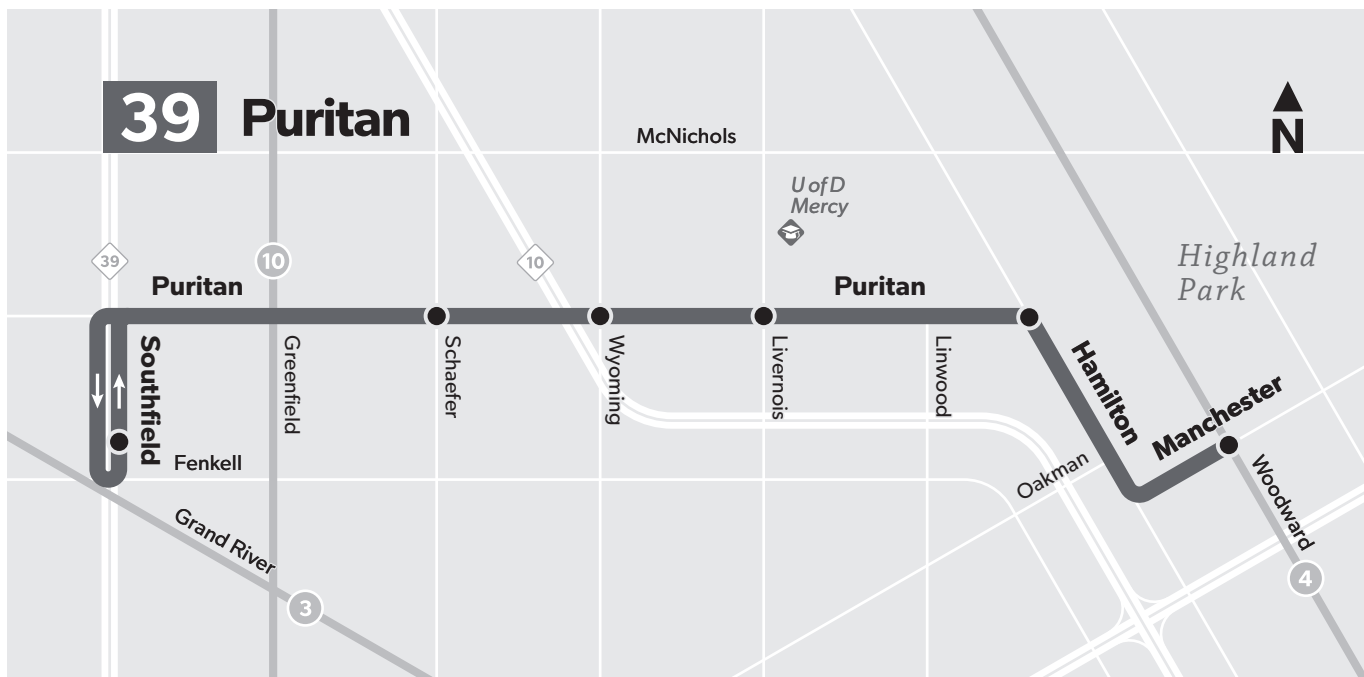 39 Puritan
McNichols
N
U of D
Mercy
39
10
10
Highland
Park
Puritan
Puritan
Southfield
Greenfield
Schaefer
Wyoming
Livernois
Linwood
Hamilton
Manchester
Fenkell
Oakman
Woodward
Grand River
3
4